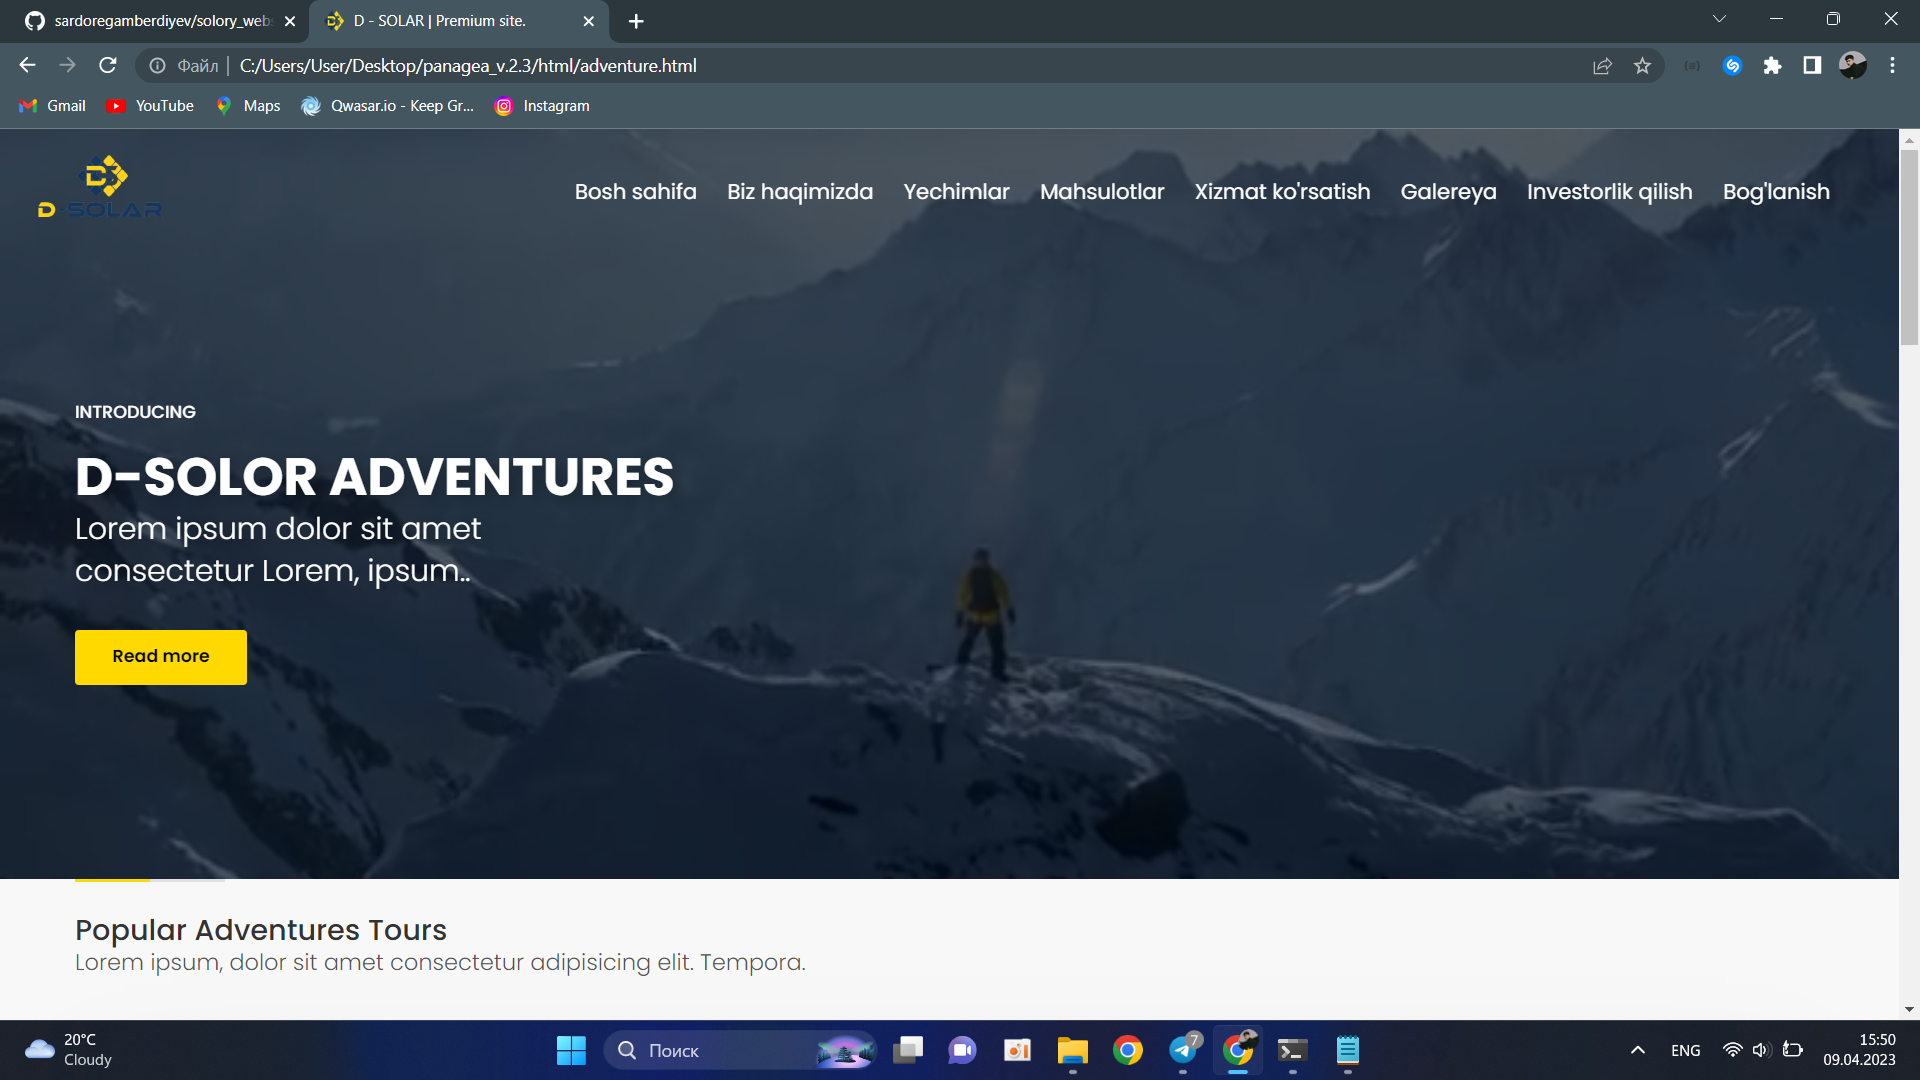 sardoregamberdiyev/solory_webs
D - SOLAR | Premium site.
Файл
C:/Users/User/Desktop/panagea_v.2.3/html/adventure.html
Gmail
YouTube
Maps
Qwasar.io - Keep Gr...
Instagram
D-SOLAR
Bosh sahifa
Biz haqimizda
Yechimlar
Mahsulotlar
Xizmat ko'rsatish
Galereya
Investorlik qilish
Bog'lanish
INTRODUCING
D-SOLOR ADVENTURES
Lorem ipsum dolor sit amet
consectetur Lorem, ipsum..
Read more
Popular Adventures Tours
Lorem ipsum, dolor sit amet consectetur adipisicing elit. Tempora.
20°C
Cloudy
Поиск
7
ENG
15:50
09.04.2023